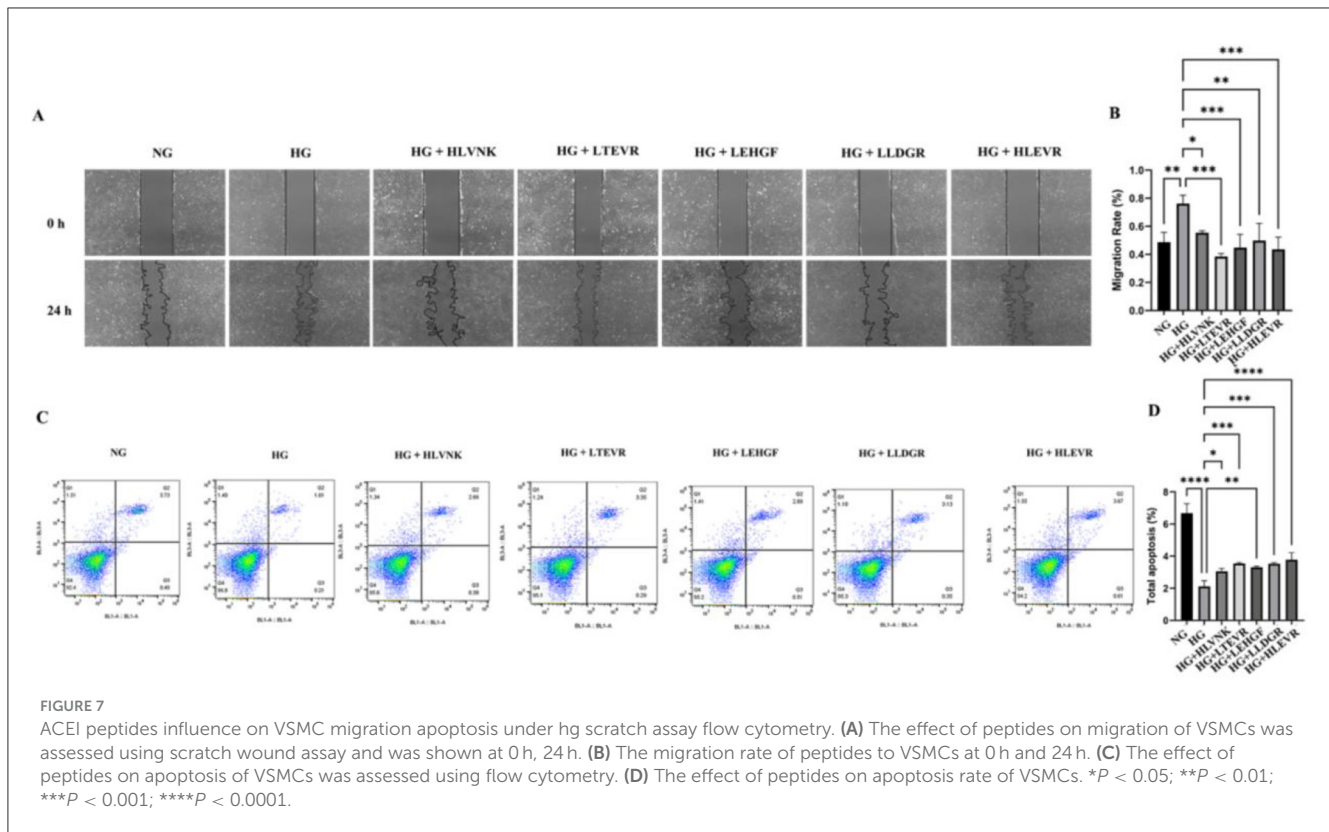 A
NG
HG
HG + HLVNK
HG + LTEVR
HG + LEHGF
HG + LLDGR
HG + HLEVR
0 h
24 h
B
***
**
***
*
** ***
Migration Rate (%)
1.0
0.8
0.6
0.4
0.2
0.0
NG
HG
HG+HLVNK
HG+LTEVR
HG+LEHGF
HG+LLDGR
HG+HLEVR
C
NG
HG
HG + HLVNK
HG + LTEVR
HG + LEHGF
HG + LLDGR
HG + HLEVR
D
****
***
***
*
**** **
Total apoptosis (%)
8
6
4
2
0
NG
HG
HG+HLVNK
HG+LTEVR
HG+LEHGF
HG+LLDGR
HG+HLEVR
FIGURE 7
ACEI peptides influence on VSMC migration apoptosis under hg scratch assay flow cytometry. (A) The effect of peptides on migration of VSMCs was
assessed using scratch wound assay and was shown at 0 h, 24 h. (B) The migration rate of peptides to VSMCs at 0 h and 24 h. (C) The effect of
peptides on apoptosis of VSMCs was assessed using flow cytometry. (D) The effect of peptides on apoptosis rate of VSMCs. *P < 0.05; **P < 0.01;
***P < 0.001; ****P < 0.0001.